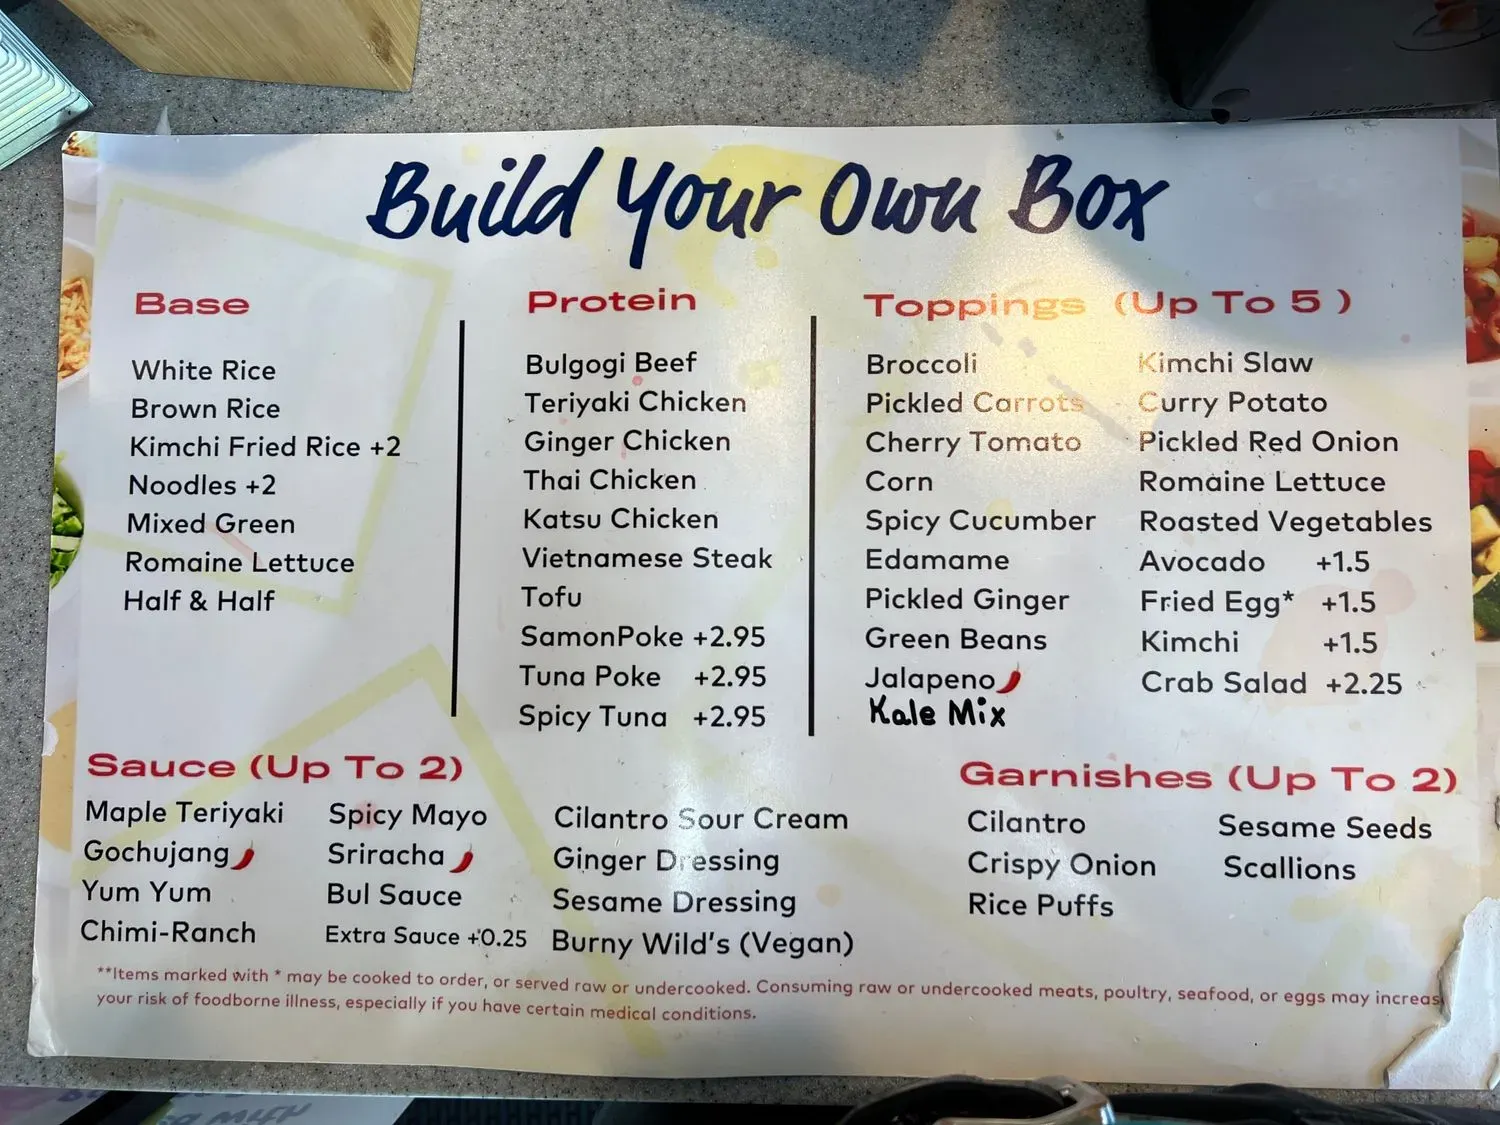 Build Your Own Box
Base
White Rice
Brown Rice
Kimchi Fried Rice +2
Noodles +2
Mixed Green
Romaine Lettuce
Half & Half
Protein
Bulgogi Beef
Teriyaki Chicken
Ginger Chicken
Thai Chicken
Katsu Chicken
Vietnamese Steak
Tofu
SamonPoke +2.95
Tuna Poke +2.95
Spicy Tuna +2.95
Toppings (Up To 5 )
Broccoli
Pickled Carrots
Cherry Tomato
Corn
Spicy Cucumber
Edamame
Pickled Ginger
Green Beans
Jalapeno
Kale Mix
Kimchi Slaw
Curry Potato
Pickled Red Onion
Romaine Lettuce
Roasted Vegetables
Avocado +1.5
Fried Egg* +1.5
Kimchi +1.5
Crab Salad +2.25
Sauce (Up To 2)
Maple Teriyaki
Gochujang
Yum Yum
Chimi-Ranch
Spicy Mayo
Sriracha
Bul Sauce
Extra Sauce +0.25
Cilantro Sour Cream
Ginger Dressing
Sesame Dressing
Burny Wild's (Vegan)
Garnishes (Up To 2)
Cilantro
Crispy Onion
Rice Puffs
Sesame Seeds
Scallions
**Items marked with * may be cooked to order, or served raw or undercooked. Consuming raw or undercooked meats, poultry, seafood, or eggs may increas
your risk of foodborne illness, especially if you have certain medical conditions.